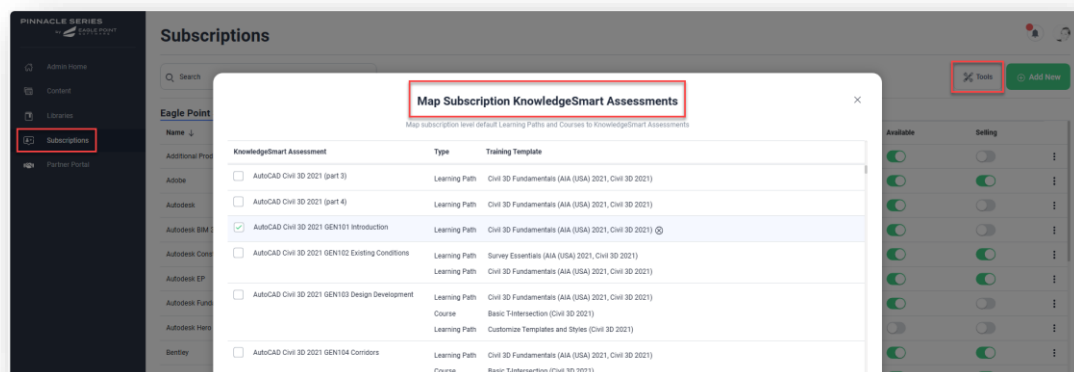 PINNACLE SERIES
BY EAGLE POINT SOFTWARE
Subscriptions
Admin Home
Content
Libraries
Subscriptions
Partner Portal
Search
Tools
Add New
Eagle Point
Name ↓
Available
Selling
Additional Prod
Adobe
Autodesk
Autodesk BIM
Autodesk Cons
Autodesk EP
Autodesk Funda
Autodesk Hero
Bentley
Map Subscription KnowledgeSmart Assessments
Map subscription level default Learning Paths and Courses to KnowledgeSmart Assessments
KnowledgeSmart Assessment Type Training Template
AutoCAD Civil 3D 2021 (part 3) Learning Path Civil 3D Fundamentals (AIA (USA) 2021, Civil 3D 2021)
AutoCAD Civil 3D 2021 (part 4) Learning Path Civil 3D Fundamentals (AIA (USA) 2021, Civil 3D 2021)
AutoCAD Civil 3D 2021 GEN101 Introduction Learning Path Civil 3D Fundamentals (AIA (USA) 2021, Civil 3D 2021)
AutoCAD Civil 3D 2021 GEN102 Existing Conditions Learning Path Survey Essentials (AIA (USA) 2021, Civil 3D 2021)
Learning Path Civil 3D Fundamentals (AIA (USA) 2021, Civil 3D 2021)
AutoCAD Civil 3D 2021 GEN103 Design Development Learning Path Civil 3D Fundamentals (AIA (USA) 2021, Civil 3D 2021)
Course Basic T-Intersection (Civil 3D 2021)
Learning Path Customize Templates and Styles (Civil 3D 2021)
AutoCAD Civil 3D 2021 GEN104 Corridors Learning Path Civil 3D Fundamentals (AIA (USA) 2021, Civil 3D 2021)
Course Basic T-Intersection (Civil 3D 2021)